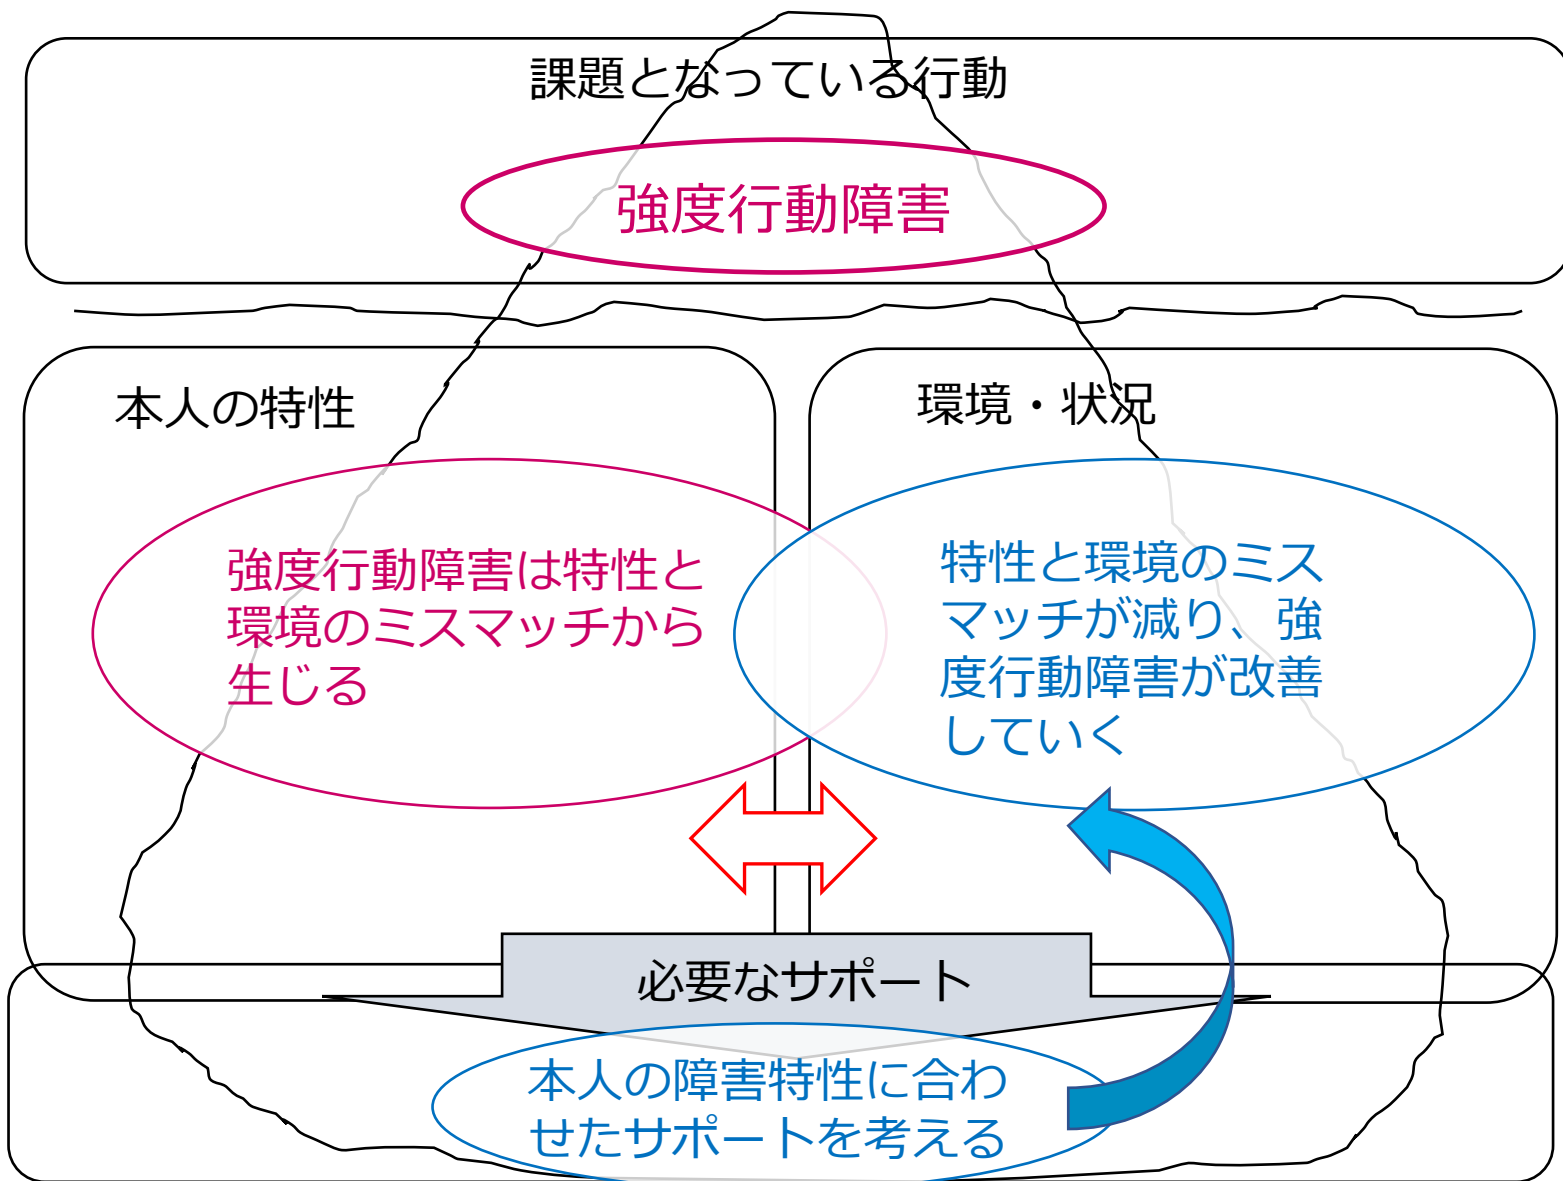 課題となっている行動
強度行動障害
本人の特性
強度行動障害は特性と
環境のミスマッチから
生じる
環境・状況
特性と環境のミス
マッチが減り、強
度行動障害が改善
していく
必要なサポート
本人の障害特性に合わ
せたサポートを考える